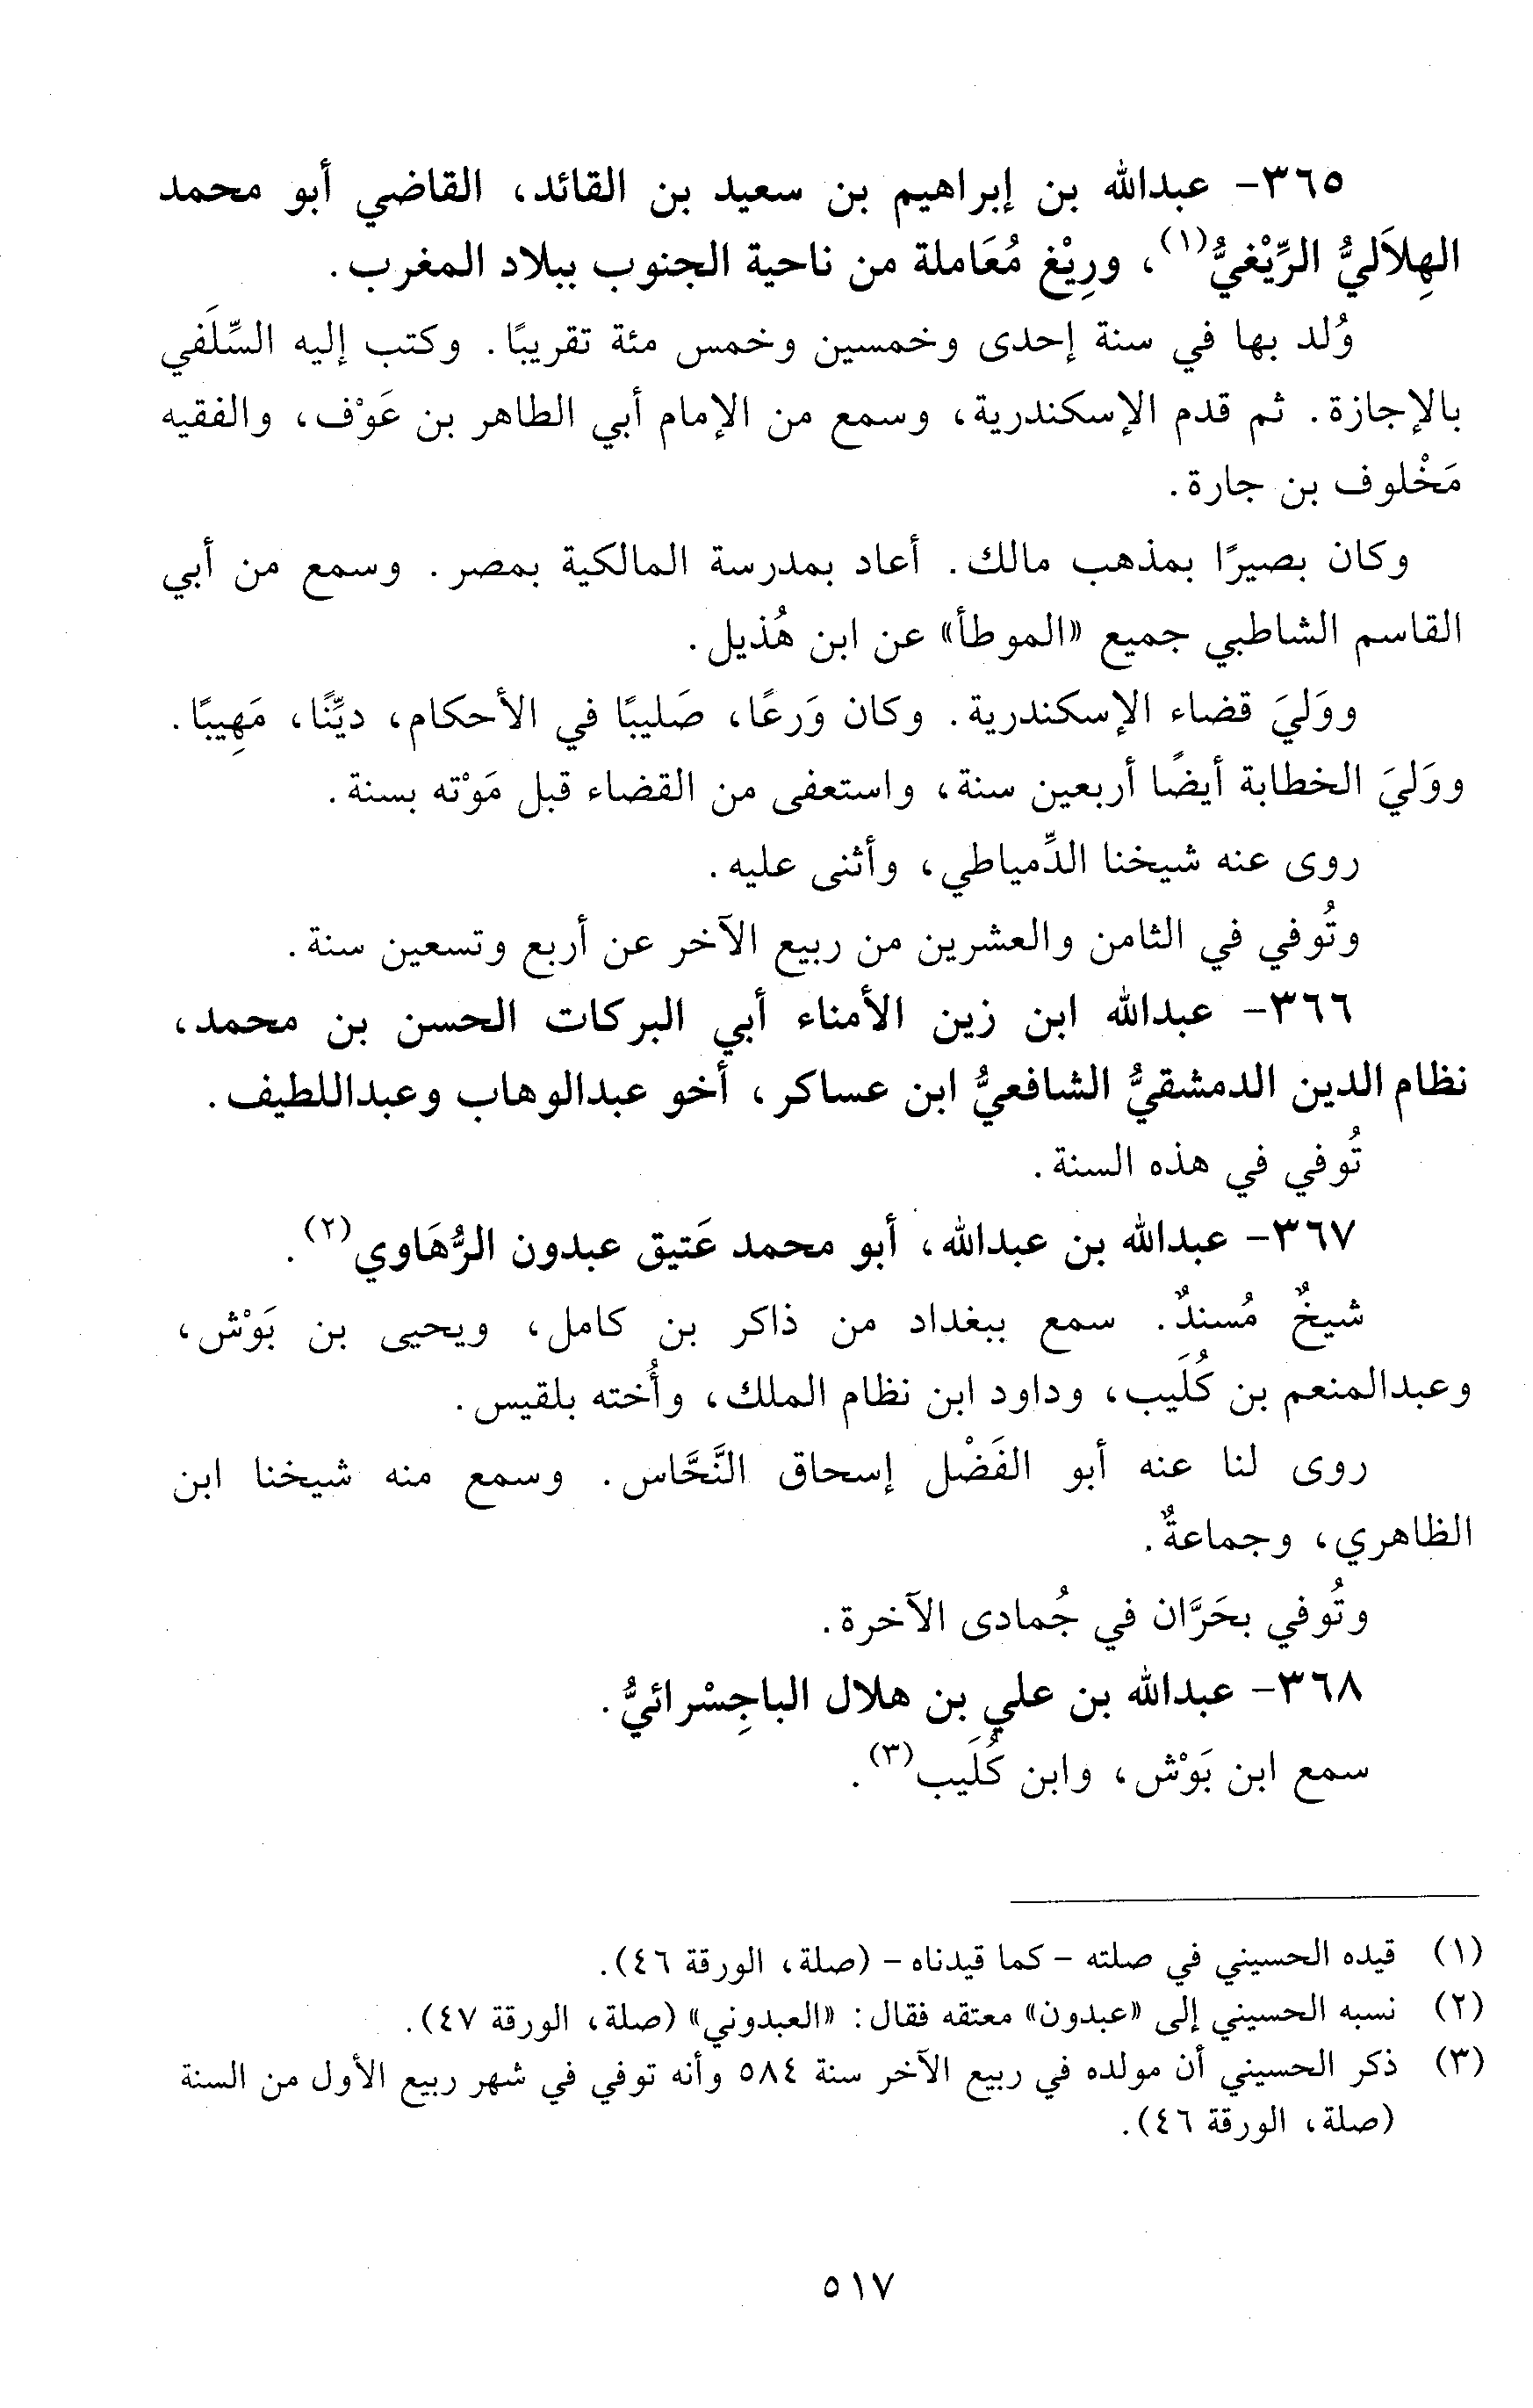 ٣٦٥- عبدالله بن إبراهيم بن سعيد بن القائد، القاضي أبو محمد
الهِلاَليُّ الرِّيْغيُّ(١)، ورِيْغ مُعَاملة من ناحية الجنوب ببلاد المغرب.
وُلد بها في سنة إحدى وخمسين وخمس مئة تقريبًا. وكتب إليه السِّلَفي
بالإجازة. ثم قدم الإسكندرية، وسمع من الإمام أبي الطاهر بن عَوْف، والفقيه
مَخْلوف بن جارة.
وكان بصيرًا بمذهب مالك. أعاد بمدرسة المالكية بمصر. وسمع من أبي
القاسم الشاطبي جميع «الموطأ» عن ابن هُذيل.
ووَليَ قضاء الإسكندرية. وكان وَرعًا، صَليبًا في الأحكام، ديِّنًا، مَهِيبًا.
ووَليَ الخطابة أيضًا أربعين سنة، واستعفى من القضاء قبل مَوْته بسنة.
روى عنه شيخنا الدِّمياطي، وأثنى عليه.
وتُوفي في الثامن والعشرين من ربيع الآخر عن أربع وتسعين سنة.
٣٦٦- عبدالله ابن زين الأمناء أبي البركات الحسن بن محمد،
نظام الدين الدمشقيُّ الشافعيُّ ابن عساكر، أخو عبدالوهاب وعبداللطيف.
تُوفي في هذه السنة.
٣٦٧- عبدالله بن عبدالله، أبو محمد عَتيق عبدون الرُّهَاوي(٢).
شيخٌ مُسندٌ. سمع ببغداد من ذاكر بن كامل، ويحيى بن بَوْش،
وعبدالمنعم بن كُلَيب، وداود ابن نظام الملك، وأُخته بلقيس.
روى لنا عنه أبو الفَضْل إسحاق النَّحَّاس. وسمع منه شيخنا ابن
الظاهري، وجماعةٌ.
وتُوفي بحَرَّان في جُمادى الآخرة.
٣٦٨- عبدالله بن علي بن هلال الباجِسْرائيُّ.
سمع ابن بَوْش، وابن كُلَيب(٣).
(١) قيده الحسيني في صلته - كما قيدناه - (صلة، الورقة ٤٦).
(٢) نسبه الحسيني إلى «عبدون» معتقه فقال: «العبدوني» (صلة، الورقة ٤٧).
(٣) ذكر الحسيني أن مولده في ربيع الآخر سنة ٥٨٤ وأنه توفي في شهر ربيع الأول من السنة
(صلة، الورقة ٤٦).
٥١٧